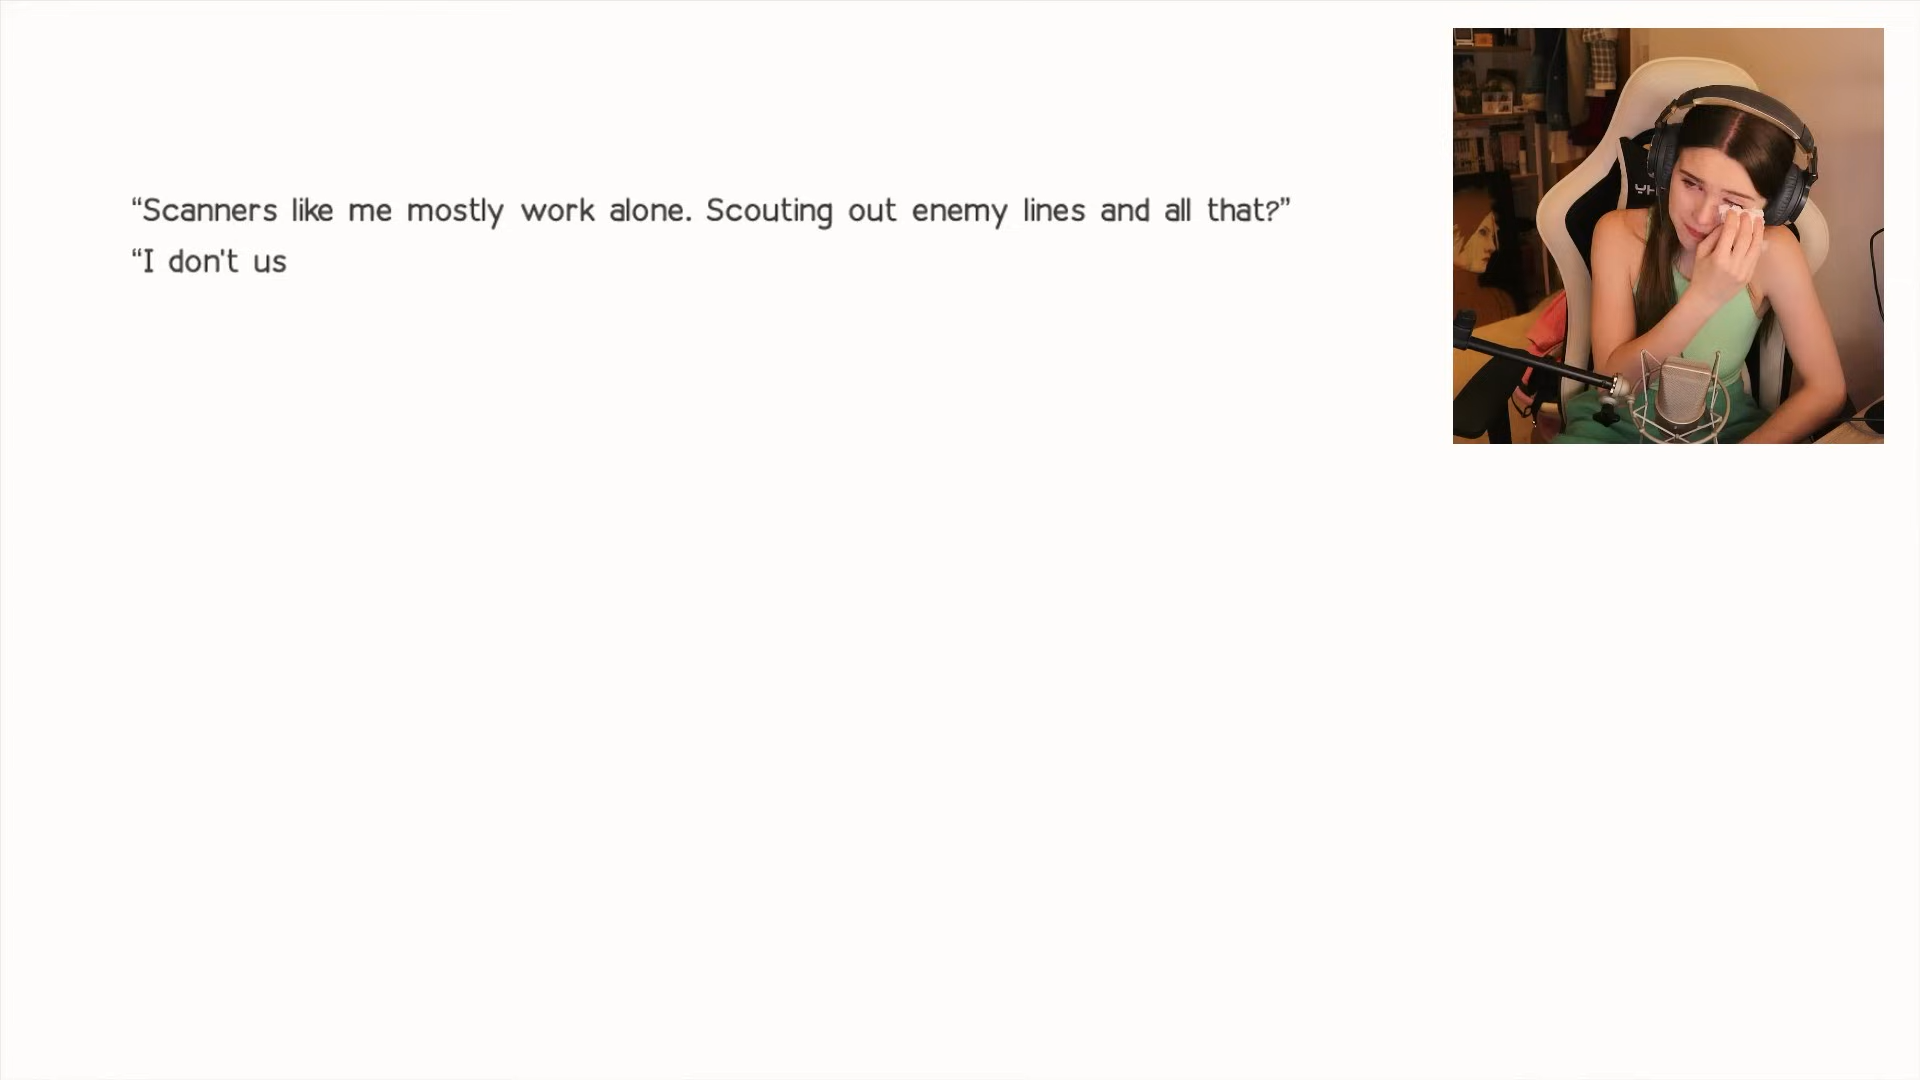 “Scanners like me mostly work alone. Scouting out enemy lines and all that?”
“I don't us